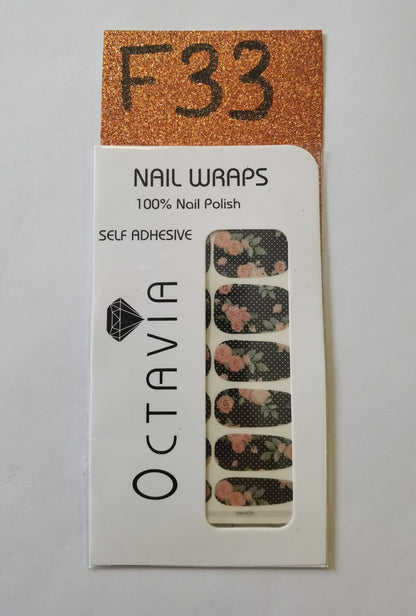 F33
NAIL WRAPS
100% Nail Polish
SELF ADHESIVE
OCTAVIA